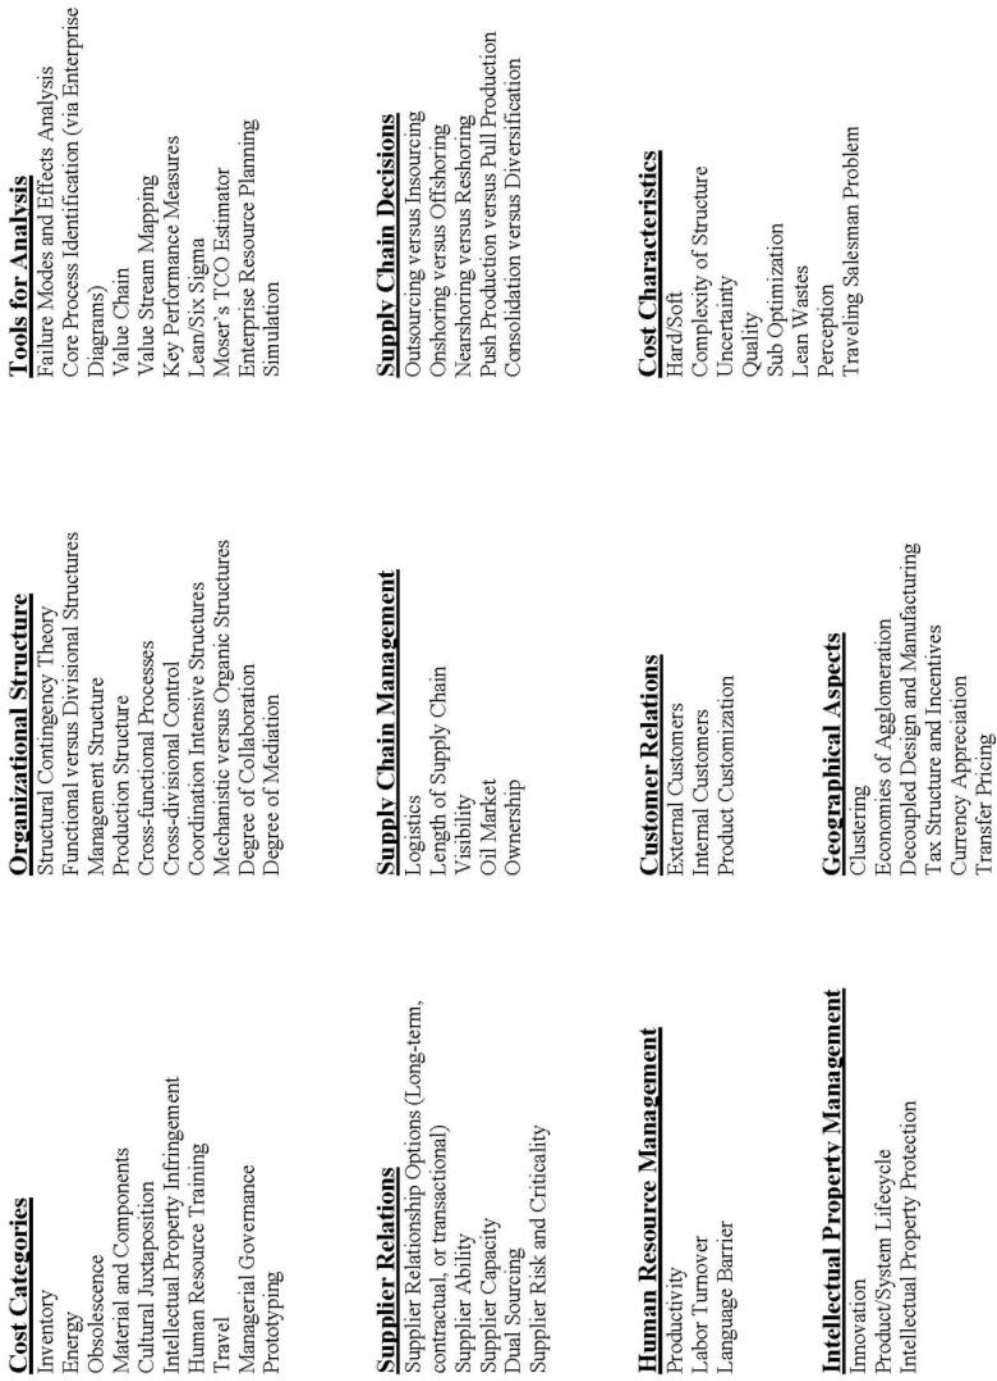 Cost Categories
Inventory
Energy
Obsolescence
Material and Components
Cultural Juxtaposition
Intellectual Property Infringement
Human Resource Training
Travel
Managerial Governance
Prototyping
Organizational Structure
Structural Contingency Theory
Functional versus Divisional Structures
Management Structure
Production Structure
Cross-functional Processes
Cross-divisional Control
Coordination Intensive Structures
Mechanistic versus Organic Structures
Degree of Collaboration
Degree of Mediation
Tools for Analysis
Failure Modes and Effects Analysis
Core Process Identification (via Enterprise
Diagrams)
Value Chain
Value Stream Mapping
Key Performance Measures
Lean/Six Sigma
Moser's TCO Estimator
Enterprise Resource Planning
Simulation
Supplier Relations
Supplier Relationship Options (Long-term,
contractual, or transactional)
Supplier Ability
Supplier Capacity
Dual Sourcing
Supplier Risk and Criticality
Supply Chain Management
Logistics
Length of Supply Chain
Visibility
Oil Market
Ownership
Supply Chain Decisions
Outsourcing versus Insourcing
Onshoring versus Offshoring
Nearshoring versus Reshoring
Push Production versus Pull Production
Consolidation versus Diversification
Human Resource Management
Productivity
Labor Turnover
Language Barrier
Customer Relations
External Customers
Internal Customers
Product Customization
Cost Characteristics
Hard/Soft
Complexity of Structure
Uncertainty
Quality
Sub Optimization
Lean Wastes
Perception
Traveling Salesman Problem
Intellectual Property Management
Innovation
Product/System Lifecycle
Intellectual Property Protection
Geographical Aspects
Clustering
Economies of Agglomeration
Decoupled Design and Manufacturing
Tax Structure and Incentives
Currency Appreciation
Transfer Pricing